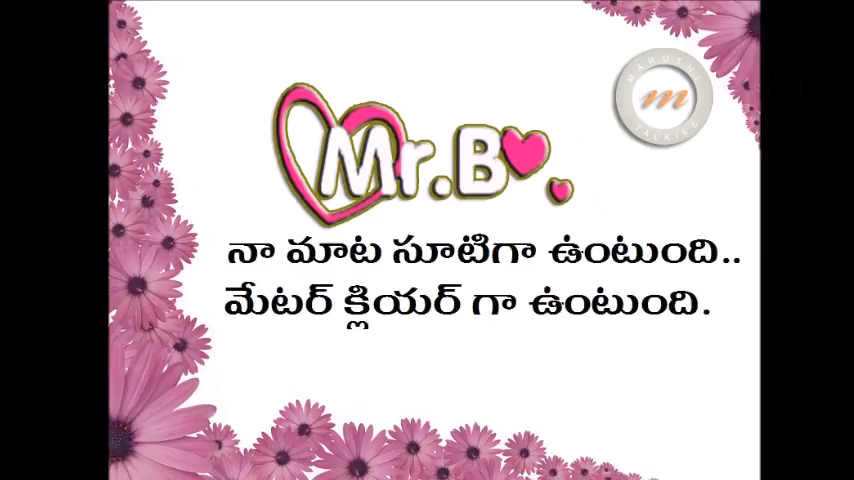 MARUTHI
m
TALKIES
Mr.B
నా మాట సూటిగా ఉంటుంది..
మేటర్ క్లియర్ గా ఉంటుంది.